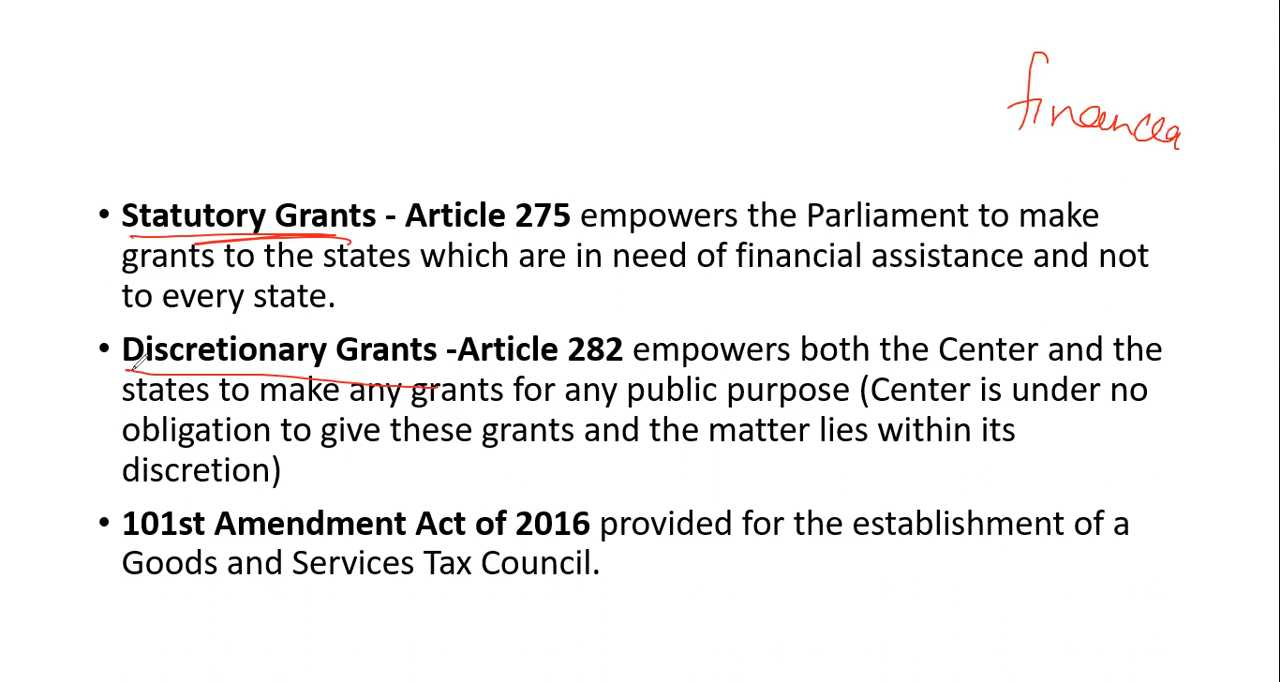 financea
• Statutory Grants - Article 275 empowers the Parliament to make
grants to the states which are in need of financial assistance and not
to every state.
• Discretionary Grants -Article 282 empowers both the Center and the
states to make any grants for any public purpose (Center is under no
obligation to give these grants and the matter lies within its
discretion)
• 101st Amendment Act of 2016 provided for the establishment of a
Goods and Services Tax Council.